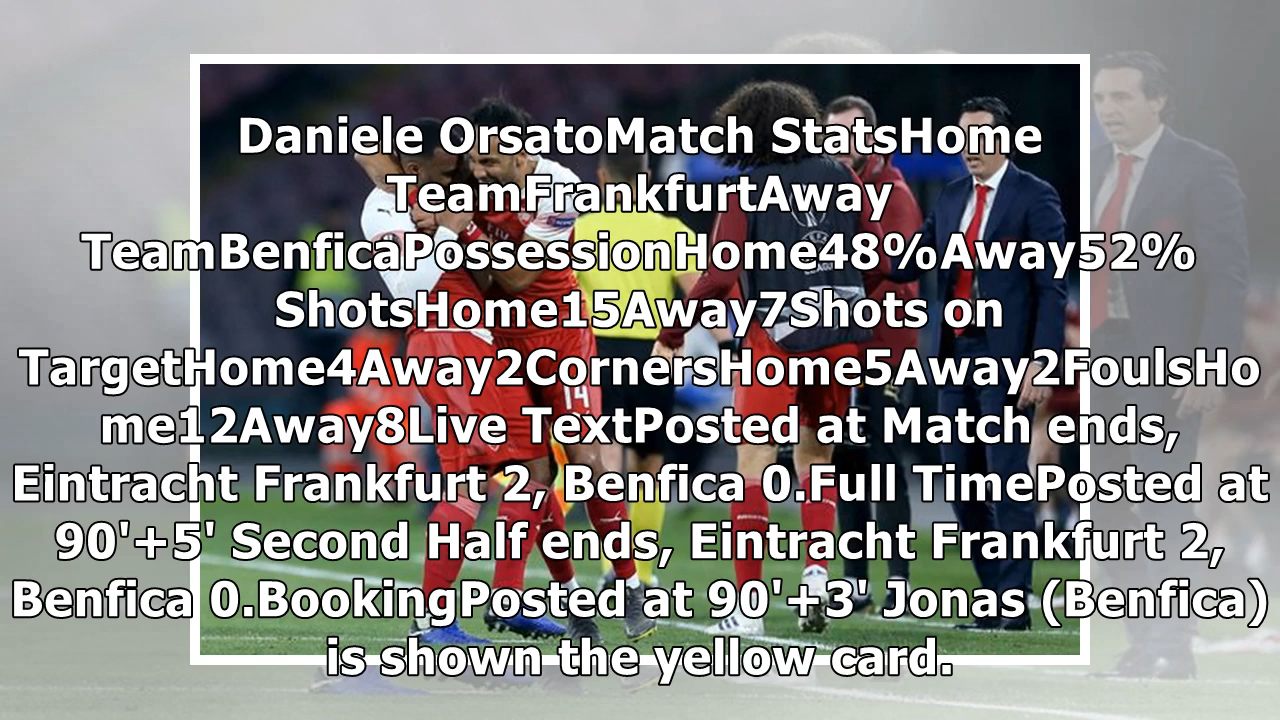 Daniele OrsatoMatch StatsHome
TeamFrankfurtAway
TeamBenficaPossessionHome48%Away52%
ShotsHome15Away7Shots on
TargetHome4Away2CornersHome5Away2FoulsHo
me12Away8Live TextPosted at Match ends,
Eintracht Frankfurt 2, Benfica 0.Full TimePosted at
90'+5' Second Half ends, Eintracht Frankfurt 2,
Benfica 0.BookingPosted at 90'+3' Jonas (Benfica)
is shown the yellow card.
14